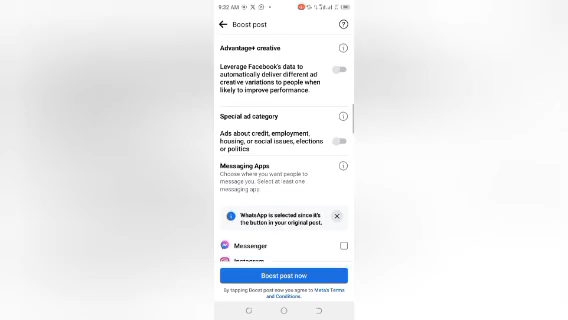 9:32 AM
Boost post
Advantage+ creative
Leverage Facebook's data to
automatically deliver different ad
creative variations to people when
likely to improve performance.
Special ad category
Ads about credit, employment,
housing, or social issues, elections
or politics
Messaging Apps
Choose where you want people to
message you. Select at least one
messaging app.
WhatsApp is selected since it's
the button in your original post.
Messenger
Instagram
Boost post now
By tapping Boost post now you agree to Meta's Terms
and Conditions.